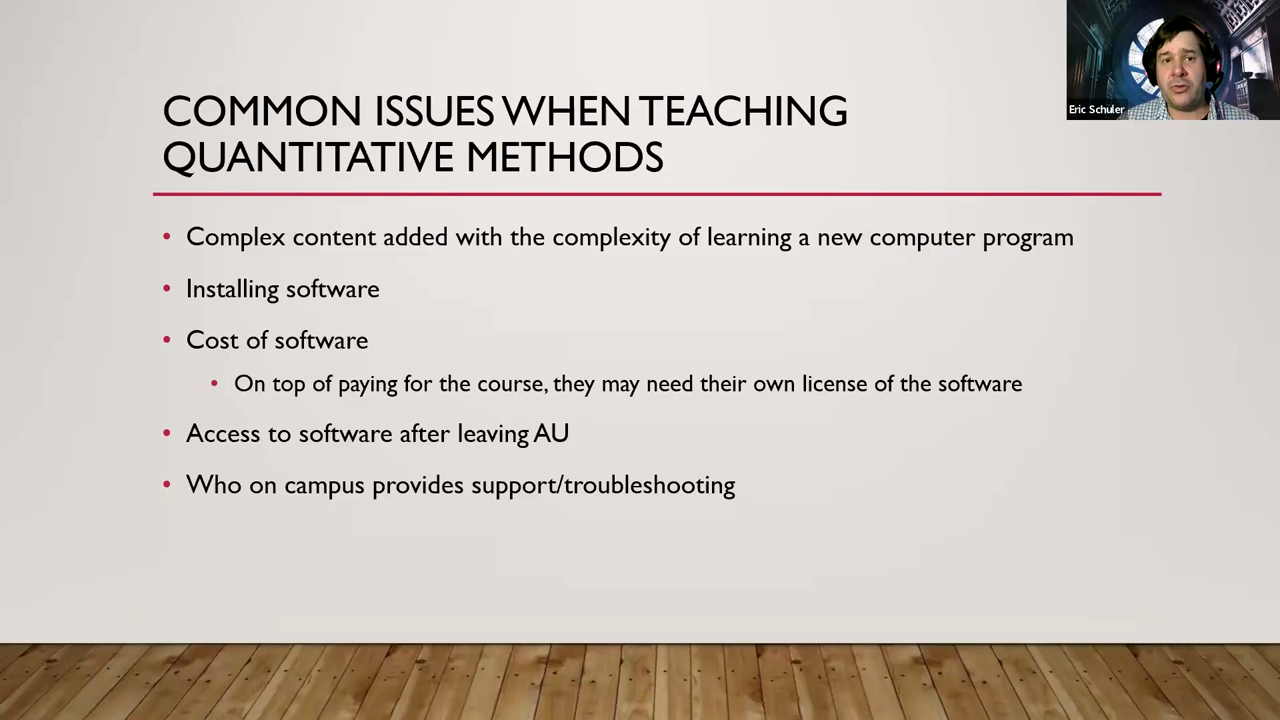 COMMON ISSUES WHEN TEACHING
QUANTITATIVE METHODS
Eric Schuler
• Complex content added with the complexity of learning a new computer program
• Installing software
• Cost of software
• On top of paying for the course, they may need their own license of the software
• Access to software after leaving AU
• Who on campus provides support/troubleshooting